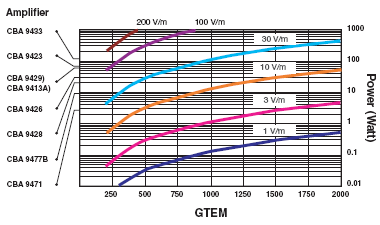 Amplifier
200 V/m
100 V/m
CBA 9433
1000
30 V/m
CBA 9423
100
10 V/m
CBA 9429)
CBA 9413A)
10
3 V/m
CBA 9426
1
CBA 9428
1 V/m
0.1
CBA 9477B
CBA 9471
0.01
Power (Watt)
250 500 750 1000 1250 1500 1750 2000
GTEM